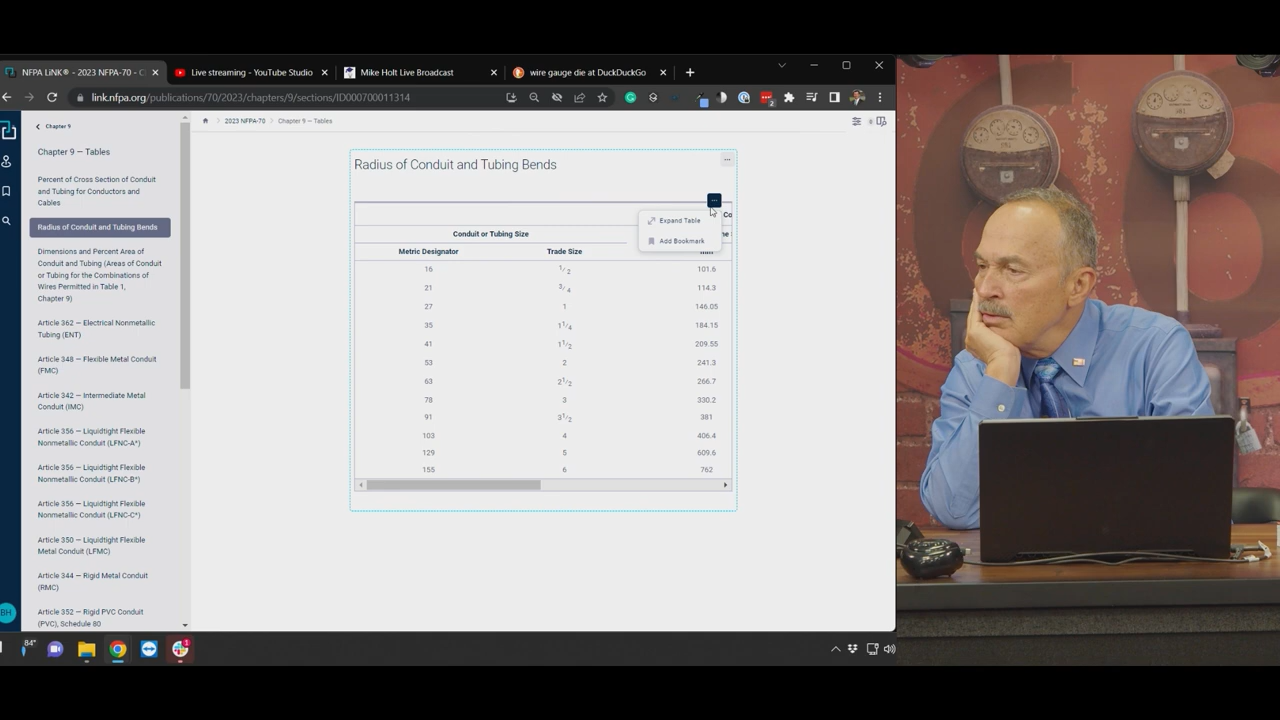 NFPA LiNK® - 2023 NFPA-70 - C
Live streaming - YouTube Studio
Mike Holt Live Broadcast
wire gauge die at DuckDuckGo
link.nfpa.org/publications/70/2023/chapters/9/sections/ID000700011314
2
Chapter 9
2023 NFPA-70
Chapter 9 — Tables
Chapter 9 — Tables
Percent of Cross Section of Conduit
and Tubing for Conductors and
Cables
Radius of Conduit and Tubing Bends
Dimensions and Percent Area of
Conduit and Tubing (Areas of Conduit
or Tubing for the Combinations of
Wires Permitted in Table 1,
Chapter 9)
Article 362 — Electrical Nonmetallic
Tubing (ENT)
Article 348 — Flexible Metal Conduit
(FMC)
Article 342 — Intermediate Metal
Conduit (IMC)
Article 356 — Liquidtight Flexible
Nonmetallic Conduit (LFNC-A*)
Article 356 — Liquidtight Flexible
Nonmetallic Conduit (LFNC-B*)
Article 356 — Liquidtight Flexible
Nonmetallic Conduit (LFNC-C*)
Article 350 — Liquidtight Flexible
Metal Conduit (LFMC)
Article 344 — Rigid Metal Conduit
(RMC)
Article 352 — Rigid PVC Conduit
(PVC), Schedule 80
BH
Radius of Conduit and Tubing Bends
Expand Table
Add Bookmark
Co
Conduit or Tubing Size
Metric Designator Trade Size mm
16 1/2 101.6
21 3/4 114.3
27 1 146.05
35 1 1/4 184.15
41 1 1/2 209.55
53 2 241.3
63 2 1/2 266.7
78 3 330.2
91 3 1/2 381
103 4 406.4
129 5 609.6
155 6 762
84°
1